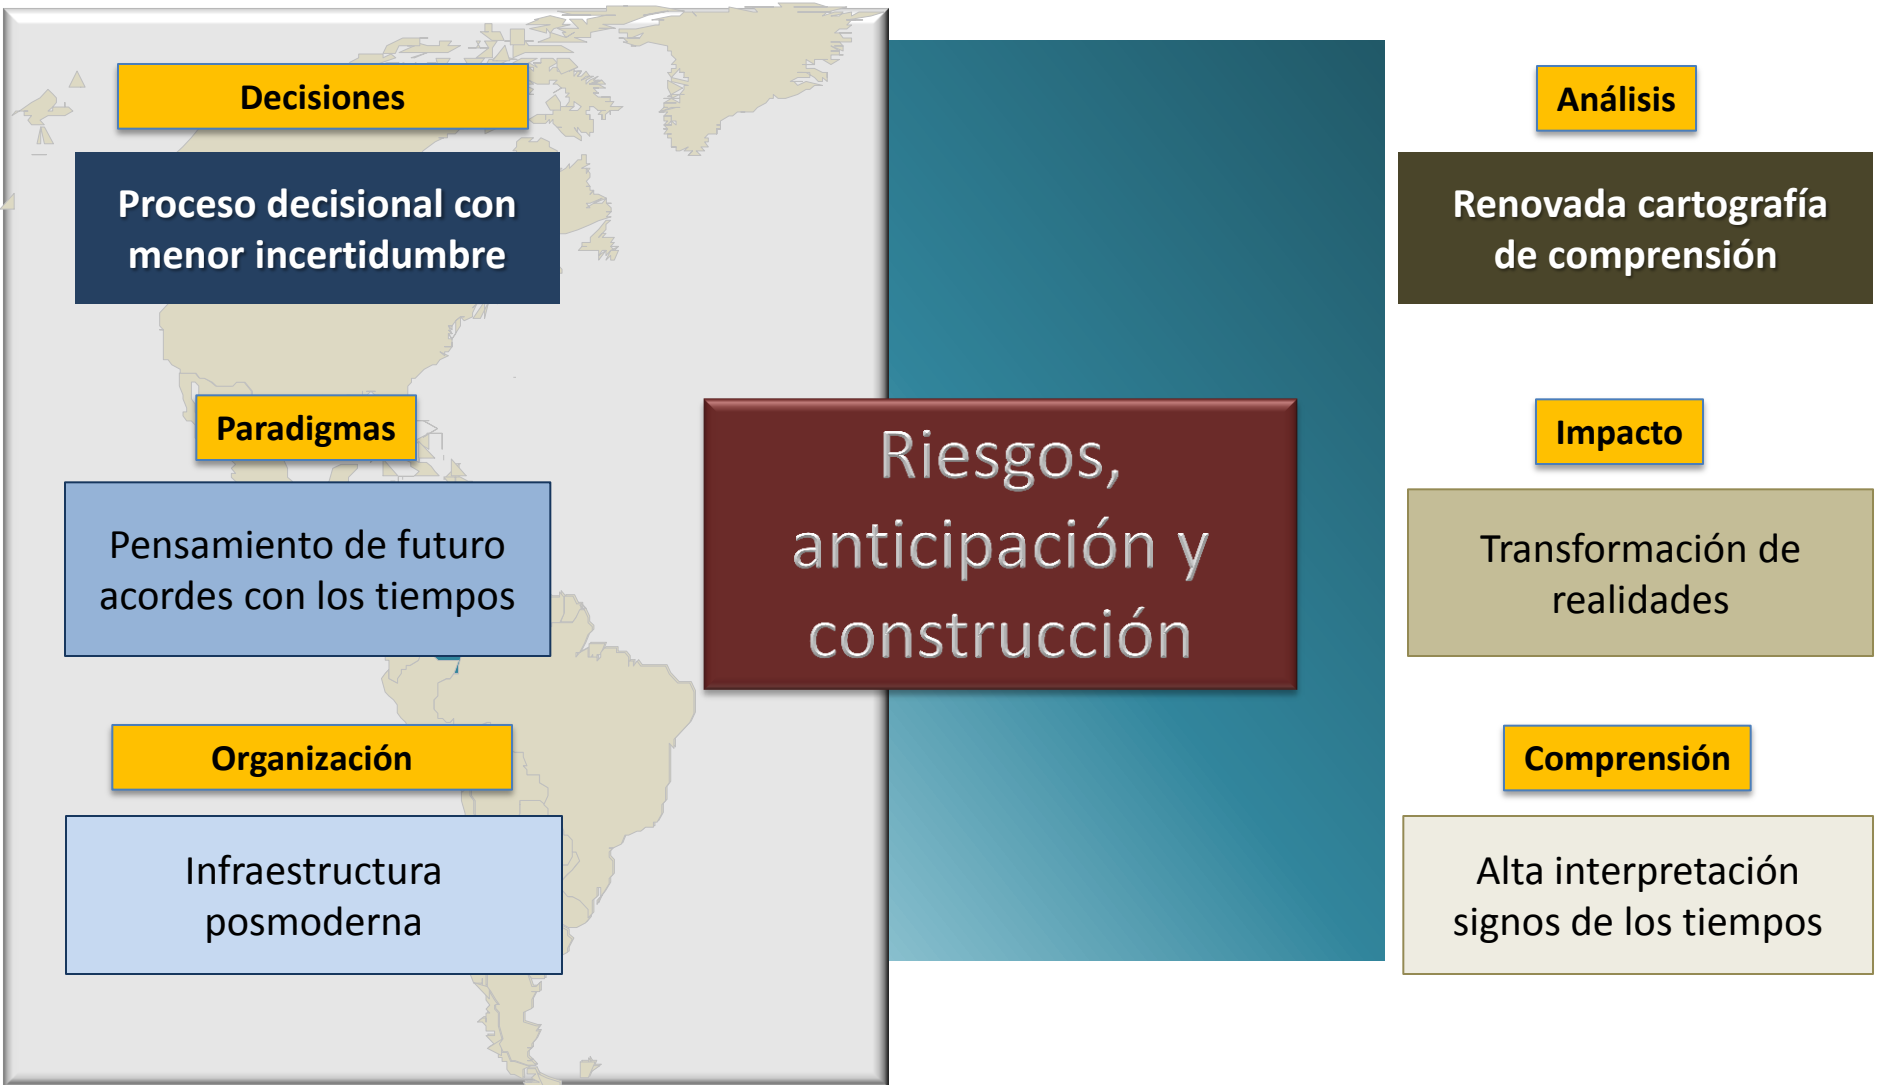 Decisiones
Proceso decisional con
menor incertidumbre
Paradigmas
Pensamiento de futuro
acordes con los tiempos
Organización
Infraestructura
posmoderna
Riesgos,
anticipación y
construcción
Análisis
Renovada cartografía
de comprensión
Impacto
Transformación de
realidades
Comprensión
Alta interpretación
signos de los tiempos